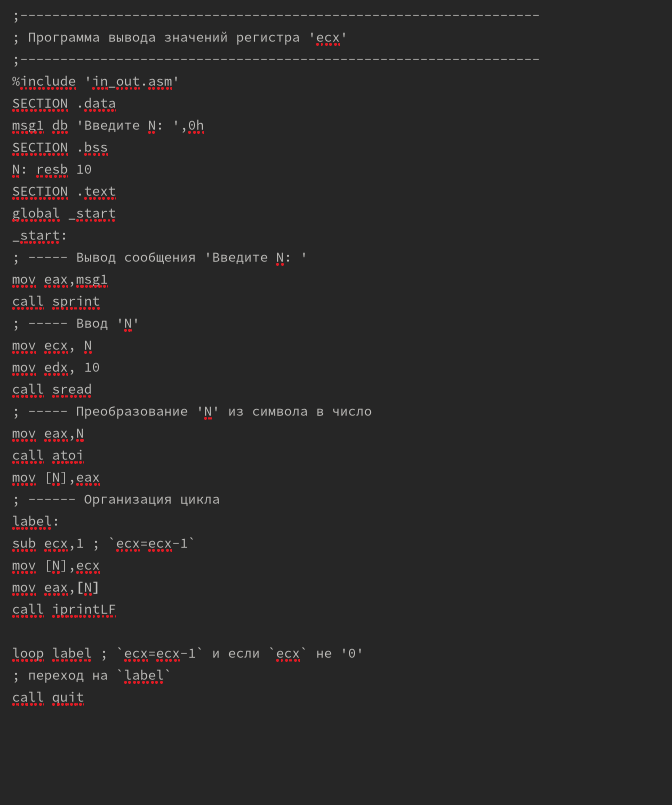 ;-----------------------------------------------------------------
; Программа вывода значений регистра 'ecx'
;-----------------------------------------------------------------
%include 'in_out.asm'
SECTION .data
msg1 db 'Введите N: ',0h
SECTION .bss
N: resb 10
SECTION .text
global _start
_start:
; ----- Вывод сообщения 'Введите N: '
mov eax,msg1
call sprint
; ----- Ввод 'N'
mov ecx, N
mov edx, 10
call sread
; ----- Преобразование 'N' из символа в число
mov eax,N
call atoi
mov [N],eax
; ------ Организация цикла
label:
sub ecx,1 ; `ecx=ecx-1`
mov [N],ecx
mov eax,[N]
call iprintLF
loop label ; `ecx=ecx-1` и если `ecx` не '0'
; переход на `label`
call quit